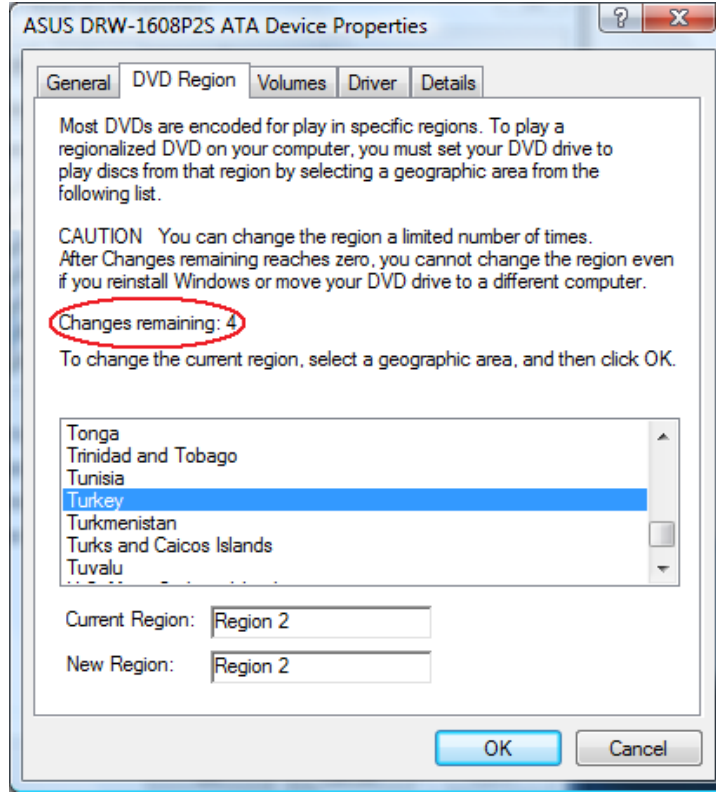 ASUS DRW-1608P2S ATA Device Properties
General DVD Region Volumes Driver Details
Most DVDs are encoded for play in specific regions. To play a
regionalized DVD on your computer, you must set your DVD drive to
play discs from that region by selecting a geographic area from the
following list.
CAUTION You can change the region a limited number of times.
After Changes remaining reaches zero, you cannot change the region even
if you reinstall Windows or move your DVD drive to a different computer.
Changes remaining: 4
To change the current region, select a geographic area, and then click OK.
Tonga
Trinidad and Tobago
Tunisia
Turkey
Turkmenistan
Turks and Caicos Islands
Tuvalu
Current Region: Region 2
New Region: Region 2
OK Cancel